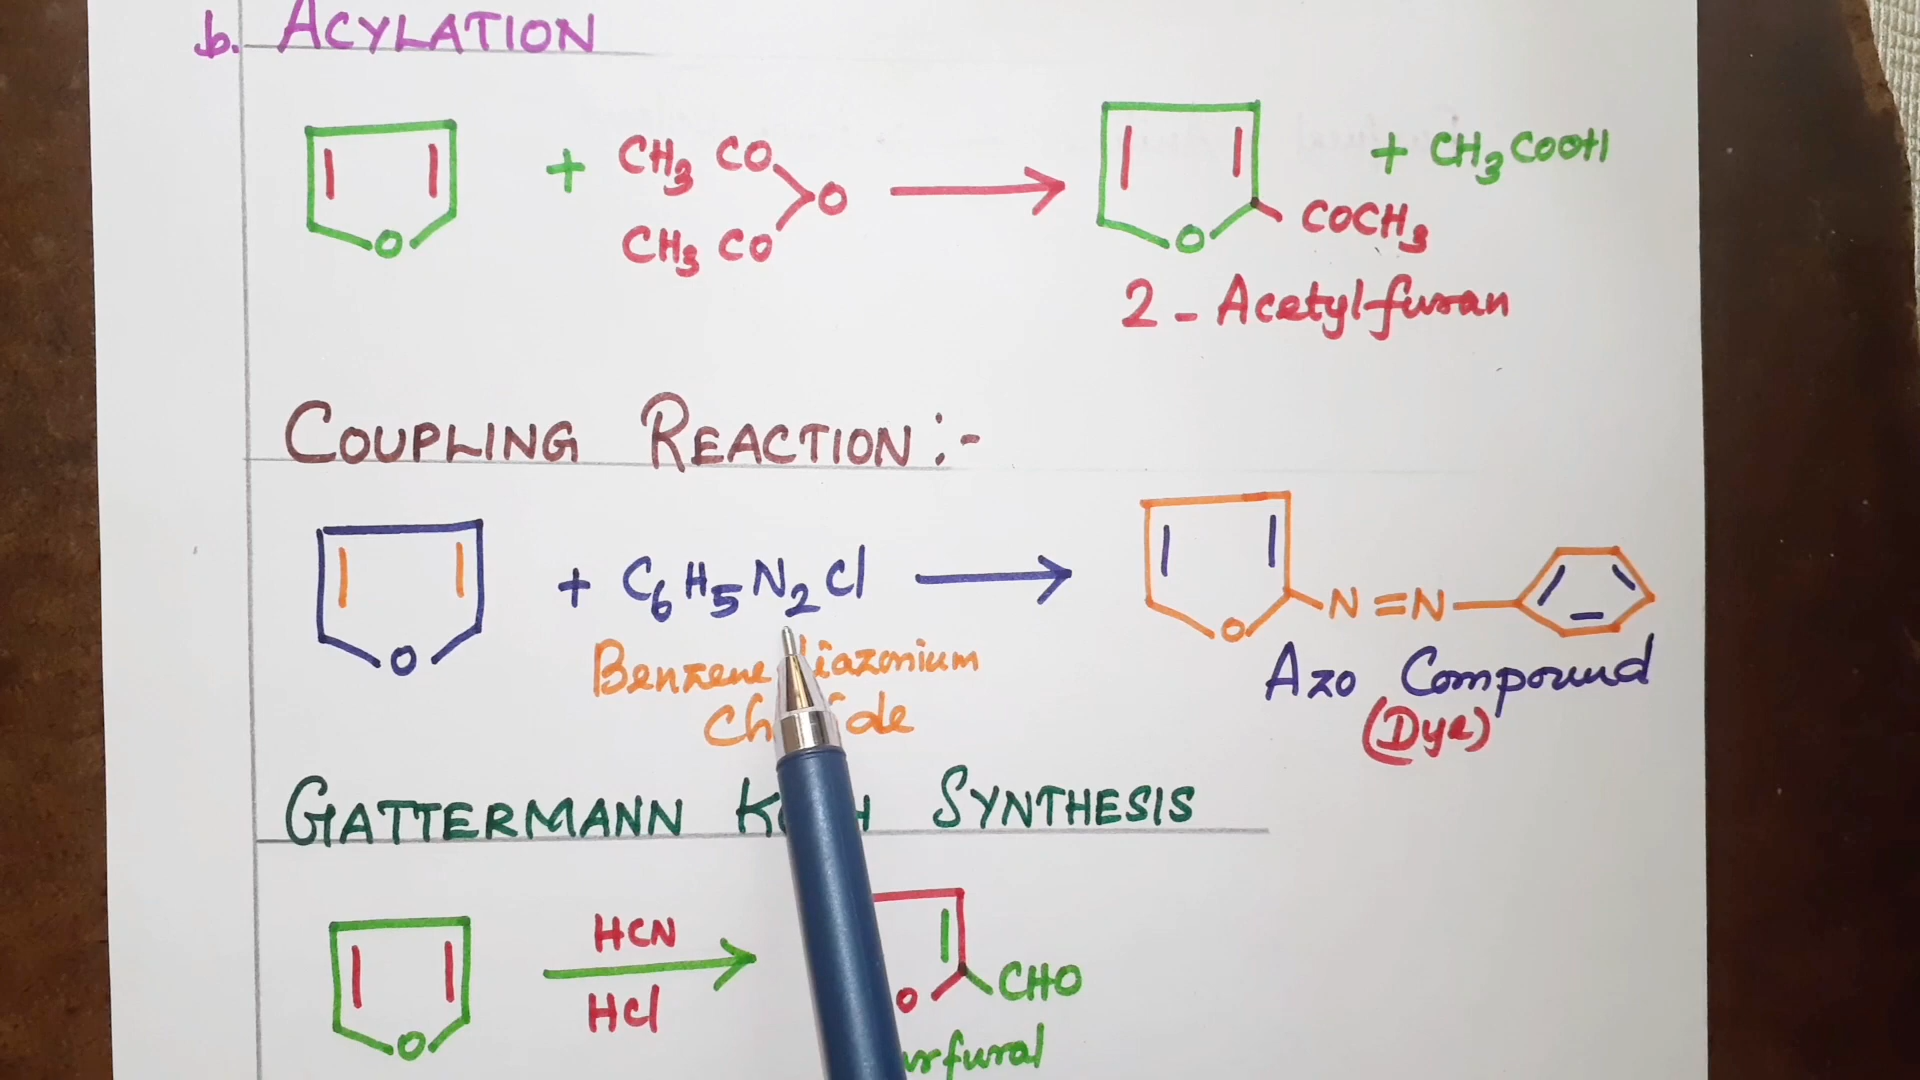 b. ACYLATION
O + CH3 CO
CH3 CO
O
+ CH3COOH
O COCH3
2 - Acetylfuran
COUPLING REACTION :-
O + C6H5N2Cl
O N=N
Benzene
Azo Compound
(Dye)
GATTERMANN SYNTHESIS
O HCN
HCl
O CHO